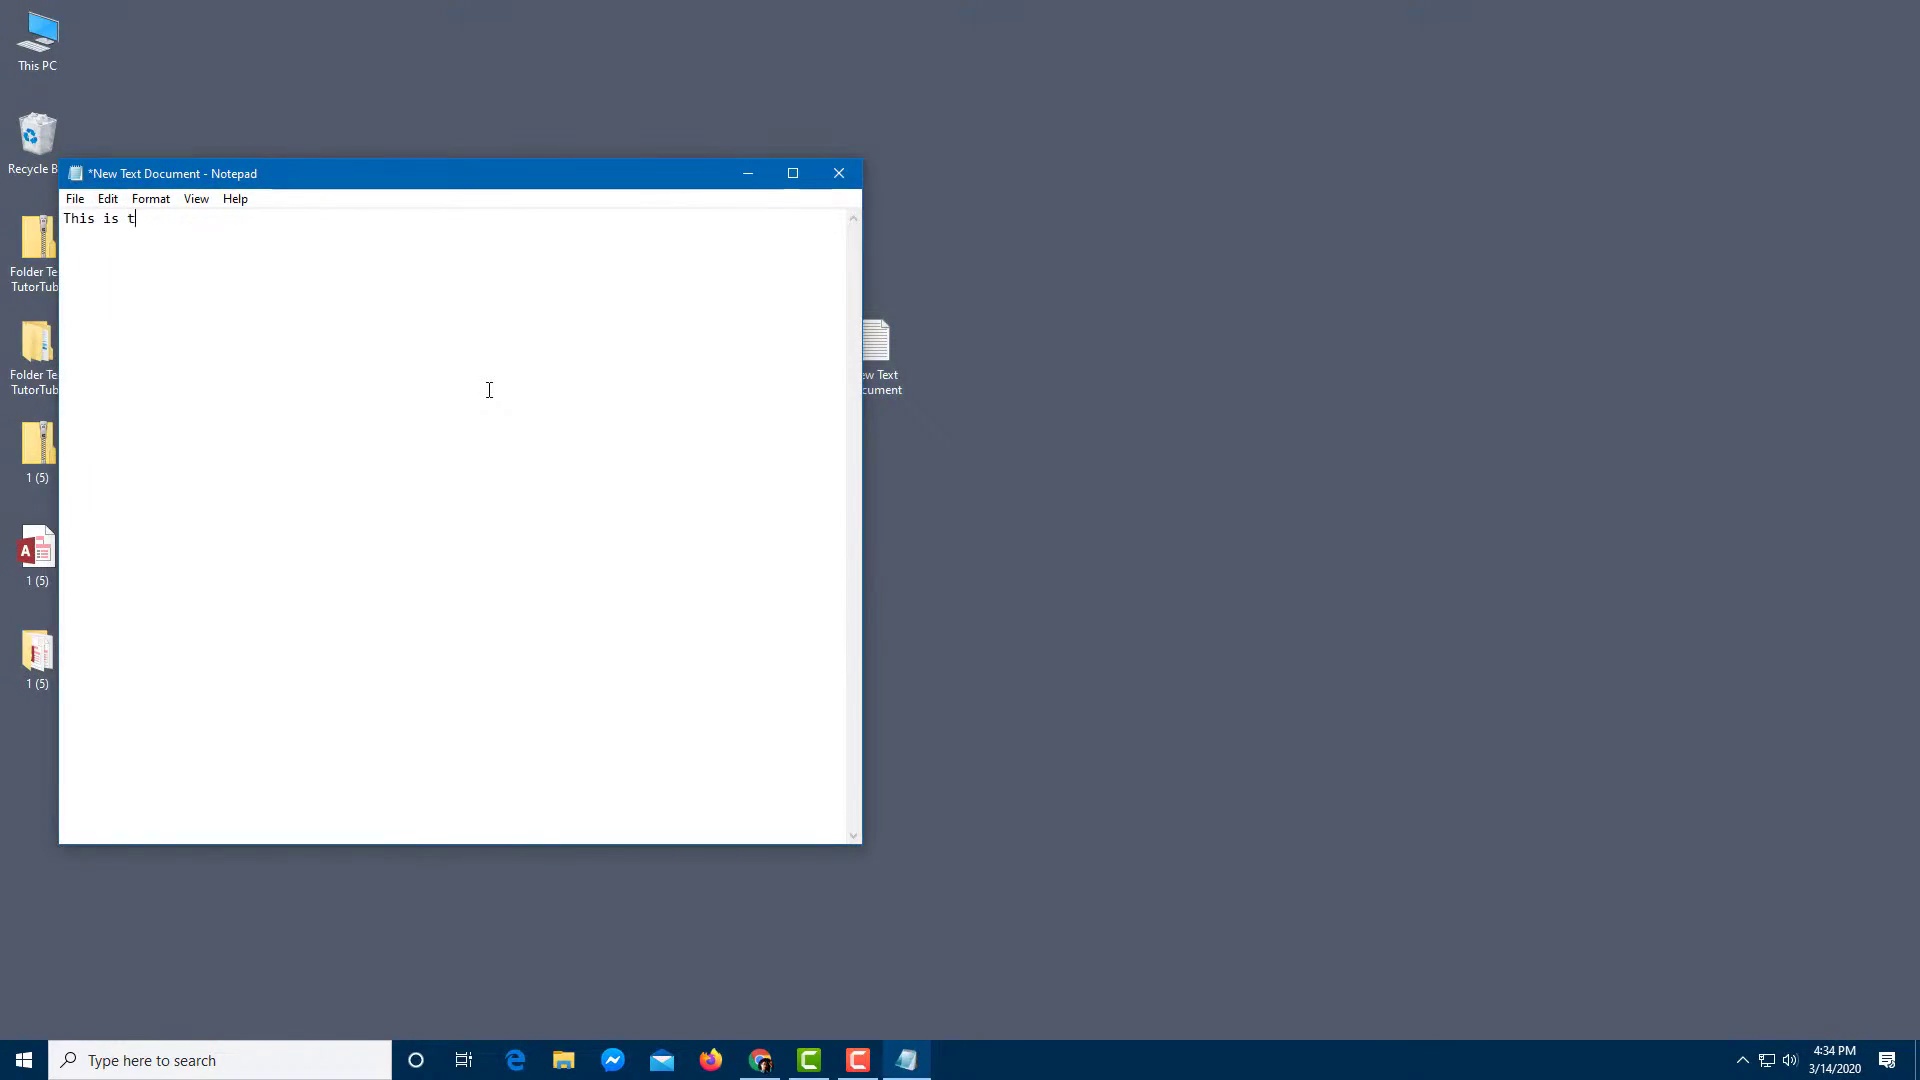 This PC
Recycle B
Folder Te
TutorTub
Folder Te
TutorTub
1 (5)
1 (5)
1 (5)
*New Text Document - Notepad
File Edit Format View Help
This is t
ew Text
cument
Type here to search
4:34 PM
3/14/2020